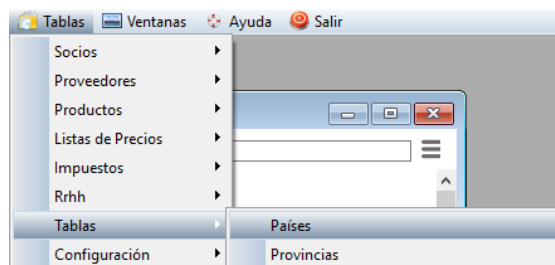 Tablas Ventanas Ayuda Salir
Socios
Proveedores
Productos
Listas de Precios
Impuestos
Rrhh
Tablas Países
Configuración Provincias